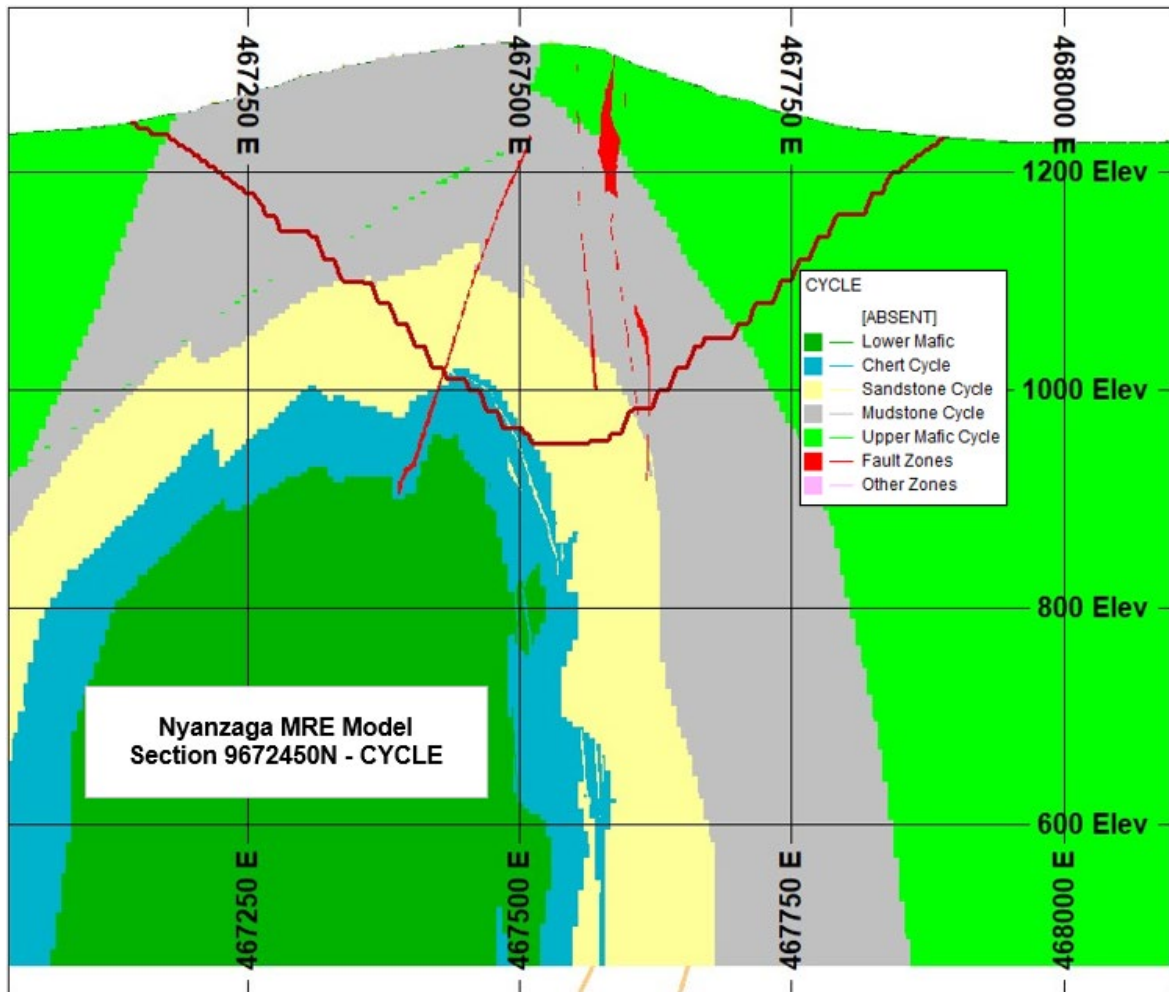 467250 E
467500 E
467750 E
468000 E
1200 Elev
CYCLE
[ABSENT]
Lower Mafic
Chert Cycle
Sandstone Cycle
Mudstone Cycle
Upper Mafic Cycle
Fault Zones
Other Zones
1000 Elev
800 Elev
Nyanzaga MRE Model
Section 9672450N - CYCLE
600 Elev
467250 E
467500 E
467750 E
468000 E